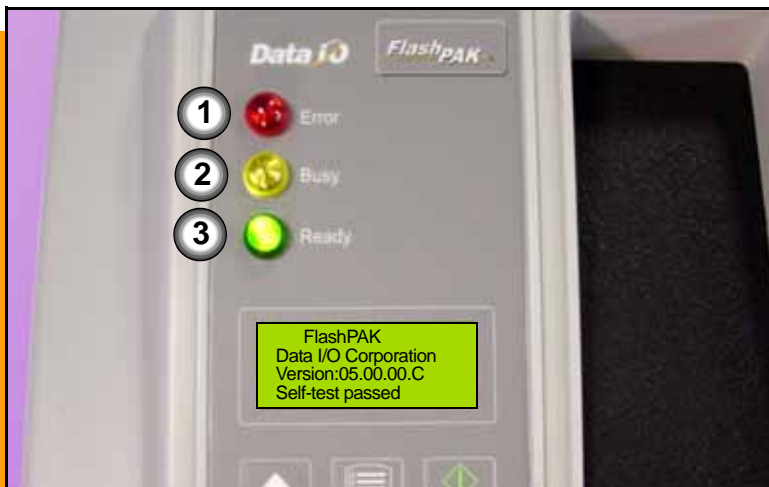 Data I/O
FlashPAK
1
Error
2
Busy
3
Ready
FlashPAK
Data I/O Corporation
Version:05.00.00.C
Self-test passed